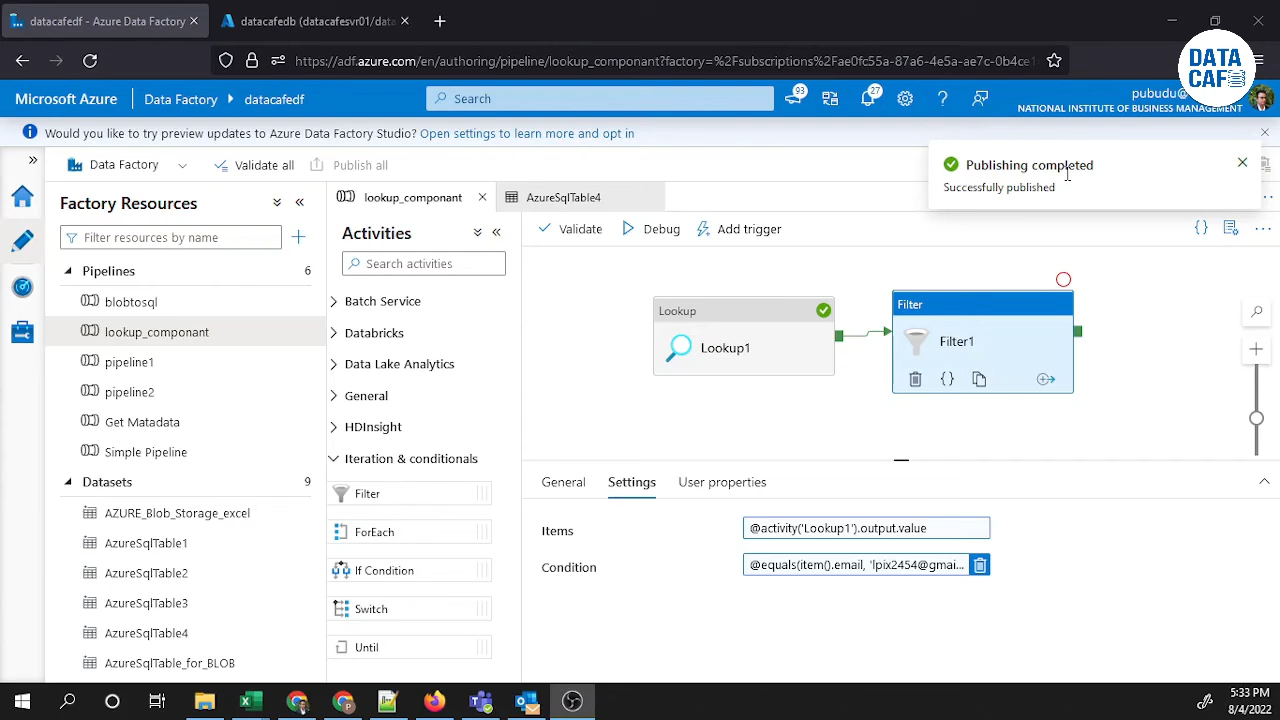 datacafedf - Azure Data Factory
datacafedb (datacafesvr01/data
https://adf.azure.com/en/authoring/pipeline/lookup_componant?factory=%2Fsubscriptions%2Fae0fc55a-87a6-4e5a-ae7c-0b4ce1
DATA
CAFE
Microsoft Azure
Data Factory
datacafedf
Search
93
27
pubudu@
NATIONAL INSTITUTE OF BUSINESS MANAGEMENT
Would you like to try preview updates to Azure Data Factory Studio? Open settings to learn more and opt in
Data Factory
Validate all
Publish all
Publishing completed
Successfully published
Factory Resources
Filter resources by name
Pipelines
6
blobtosql
lookup_componant
pipeline1
pipeline2
Get Matadata
Simple Pipeline
Datasets
9
AZURE_Blob_Storage_excel
AzureSqlTable1
AzureSqlTable2
AzureSqlTable3
AzureSqlTable4
AzureSqlTable_for_BLOB
lookup_componant
AzureSqlTable4
Activities
Search activities
Batch Service
Databricks
Data Lake Analytics
General
HDInsight
Iteration & conditionals
Filter
ForEach
If Condition
Switch
Until
Validate
Debug
Add trigger
Lookup
Lookup1
Filter
Filter1
General
Settings
User properties
Items
@activity('Lookup1').output.value
Condition
@equals(item().email, 'lpix2454@gmai...
5:33 PM
8/4/2022